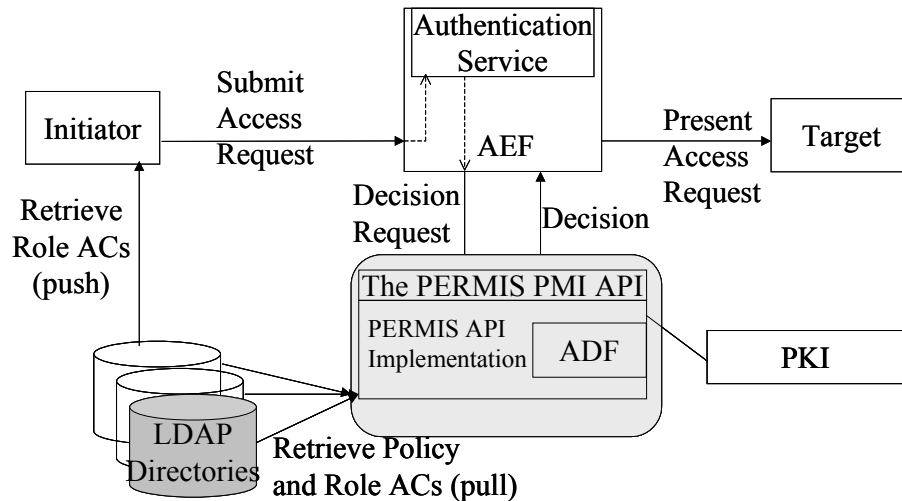 Authentication
Service
Submit
Access
Request
Initiator
AEF
Present
Access
Request
Target
Retrieve
Role ACs
(push)
Decision
Request
Decision
The PERMIS PMI API
PERMIS API
Implementation
ADF
PKI
LDAP
Directories
Retrieve Policy
and Role ACs (pull)